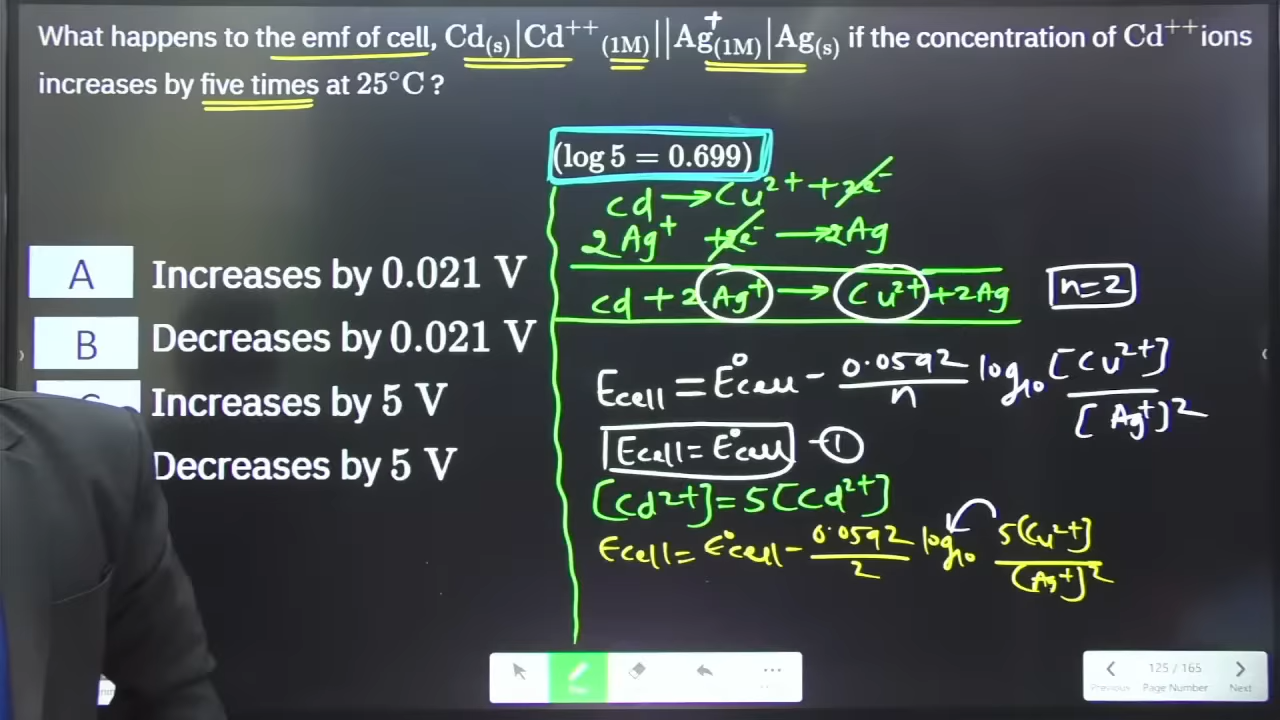 What happens to the emf of cell, Cd(s)|Cd⁺⁺(1M)||Ag⁺(1M)|Ag(s) if the concentration of Cd⁺⁺ ions
increases by five times at 25°C ?
(log 5 = 0.699)
Cd → Cu²⁺ + 2e⁻
2Ag⁺ + 2e⁻ → 2Ag
Cd + 2Ag⁺ → Cu²⁺ + 2Ag n=2
A Increases by 0.021 V
B Decreases by 0.021 V
Increases by 5 V
Decreases by 5 V
Ecell = E°cell - 0.0592/n log₁₀ [Cu²⁺]/[Ag⁺]²
Ecell = E°cell -①
[Cd²⁺] = 5[Cd²⁺]
Ecell = E°cell - 0.0592/2 log₁₀ 5[Cu²⁺]/[Ag⁺]²
125 / 165
Previous Page Number Next